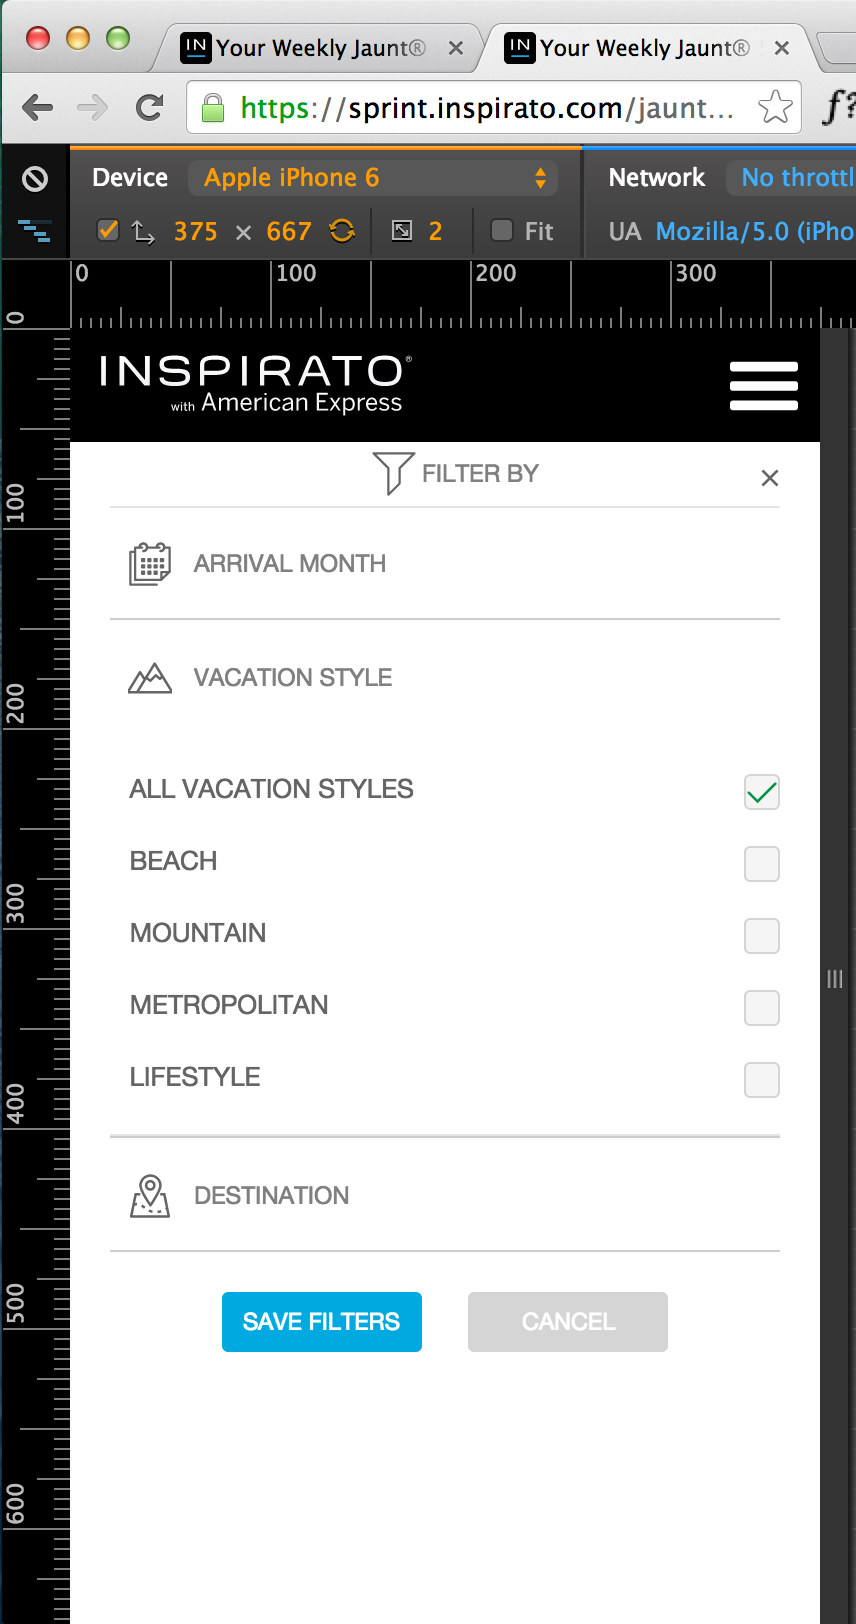 IN Your Weekly Jaunt® × IN Your Weekly Jaunt® ×
https://sprint.inspirato.com/jaunt... f?
Device Apple iPhone 6 Network No throttl
375 × 667 2 Fit UA Mozilla/5.0 (iPho
0 100 200 300
0
100
200
300
400
500
600
INSPIRATO®
with American Express
FILTER BY ×
ARRIVAL MONTH
VACATION STYLE
ALL VACATION STYLES
BEACH
MOUNTAIN
METROPOLITAN
LIFESTYLE
DESTINATION
SAVE FILTERS CANCEL